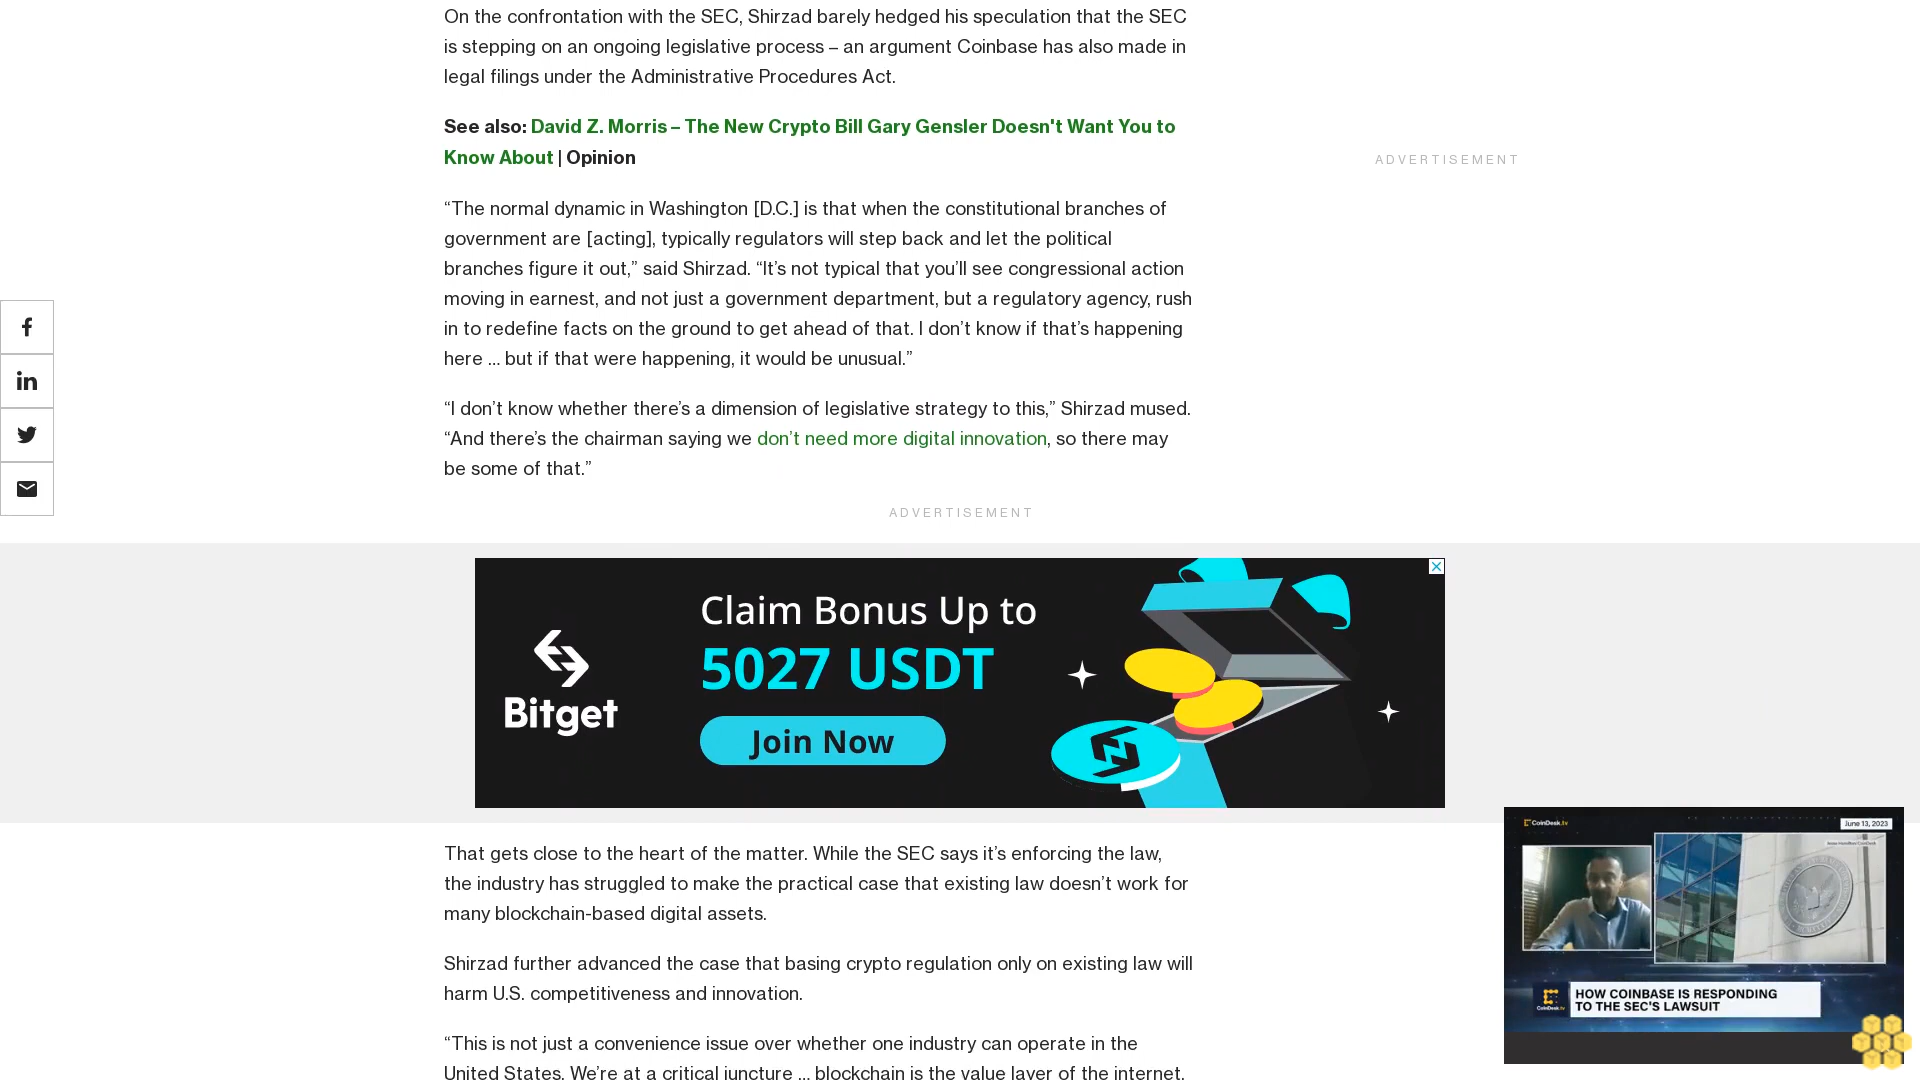 On the confrontation with the SEC, Shirzad barely hedged his speculation that the SEC
is stepping on an ongoing legislative process – an argument Coinbase has also made in
legal filings under the Administrative Procedures Act.
See also: David Z. Morris – The New Crypto Bill Gary Gensler Doesn't Want You to
Know About | Opinion
ADVERTISEMENT
“The normal dynamic in Washington [D.C.] is that when the constitutional branches of
government are [acting], typically regulators will step back and let the political
branches figure it out,” said Shirzad. “It’s not typical that you’ll see congressional action
moving in earnest, and not just a government department, but a regulatory agency, rush
in to redefine facts on the ground to get ahead of that. I don’t know if that’s happening
here … but if that were happening, it would be unusual.”
“I don’t know whether there’s a dimension of legislative strategy to this,” Shirzad mused.
“And there’s the chairman saying we don’t need more digital innovation, so there may
be some of that.”
ADVERTISEMENT
Claim Bonus Up to
5027 USDT
Bitget
Join Now
That gets close to the heart of the matter. While the SEC says it’s enforcing the law,
the industry has struggled to make the practical case that existing law doesn’t work for
many blockchain-based digital assets.
Shirzad further advanced the case that basing crypto regulation only on existing law will
harm U.S. competitiveness and innovation.
“This is not just a convenience issue over whether one industry can operate in the
United States. We’re at a critical juncture … blockchain is the value layer of the internet.
CoinDesk.tv
June 13, 2023
HOW COINBASE IS RESPONDING
TO THE SEC'S LAWSUIT
CoinDesk.tv